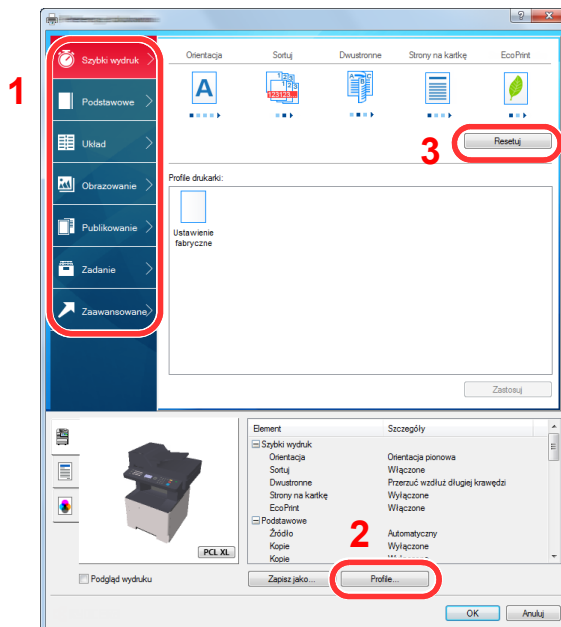 Szybki wydruk
Podstawowe
Układ
Obrazowanie
Publikowanie
Zadanie
Zaawansowane
1
Orientacja Sortuj Dwustronne Strony na kartkę EcoPrint
A
123
123
123123...
A B C
3
Resetuj
Profile drukarki:
Ustawienie
fabryczne
Zastosuj
Element Szczegóły
Szybki wydruk
Orientacja Orientacja pionowa
Sortuj Włączone
Dwustronne Przerzuć wzdłuż długiej krawędzi
Strony na kartkę Wyłączone
EcoPrint Włączone
Podstawowe
Źródło Automatyczny
Kopie Wyłączone
Kopie
PCL XL
2
Podgląd wydruku
Zapisz jako... Profile...
OK Anuluj